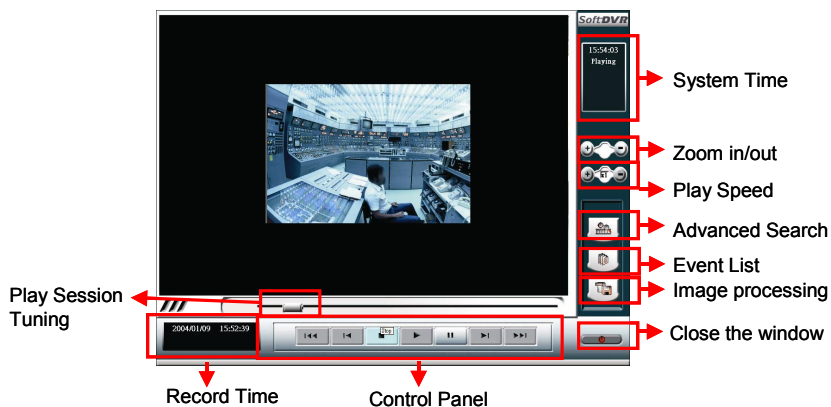 SoftDVR
15:54:03
Playing
System Time
Zoom in/out
Play Speed
Advanced Search
Event List
Image processing
Play Session
Tuning
2004/01/09 15:52:39
Stop
Close the window
Record Time
Control Panel